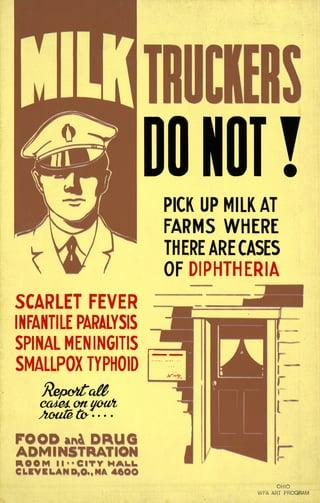 MILK TRUCKERS
DO NOT!
PICK UP MILK AT
FARMS WHERE
THERE ARE CASES
OF DIPHTHERIA
SCARLET FEVER
INFANTILE PARALYSIS
SPINAL MENINGITIS
SMALLPOX TYPHOID
Report all
cases on your
route to ....
FOOD and DRUG
ADMINSTRATION
ROOM 11 · · CITY HALL
CLEVELAND, O., MA 4600
OHIO
WPA ART PROGRAM